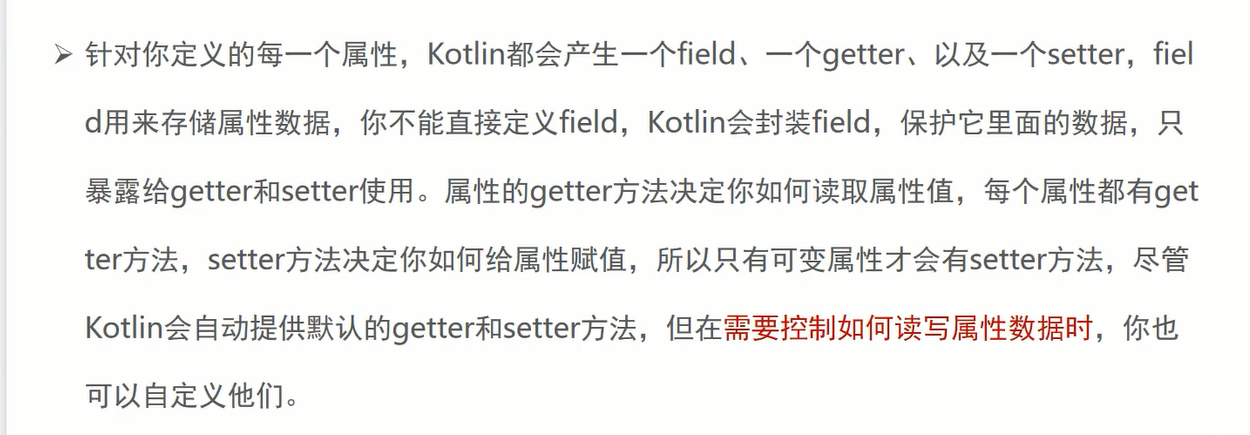 ➢ 针对你定义的每一个属性，Kotlin都会产生一个field、一个getter、以及一个setter，fiel
d用来存储属性数据，你不能直接定义field，Kotlin会封装field，保护它里面的数据，只
暴露给getter和setter使用。属性的getter方法决定你如何读取属性值，每个属性都有get
ter方法，setter方法决定你如何给属性赋值，所以只有可变属性才会有setter方法，尽管
Kotlin会自动提供默认的getter和setter方法，但在需要控制如何读写属性数据时，你也
可以自定义他们。